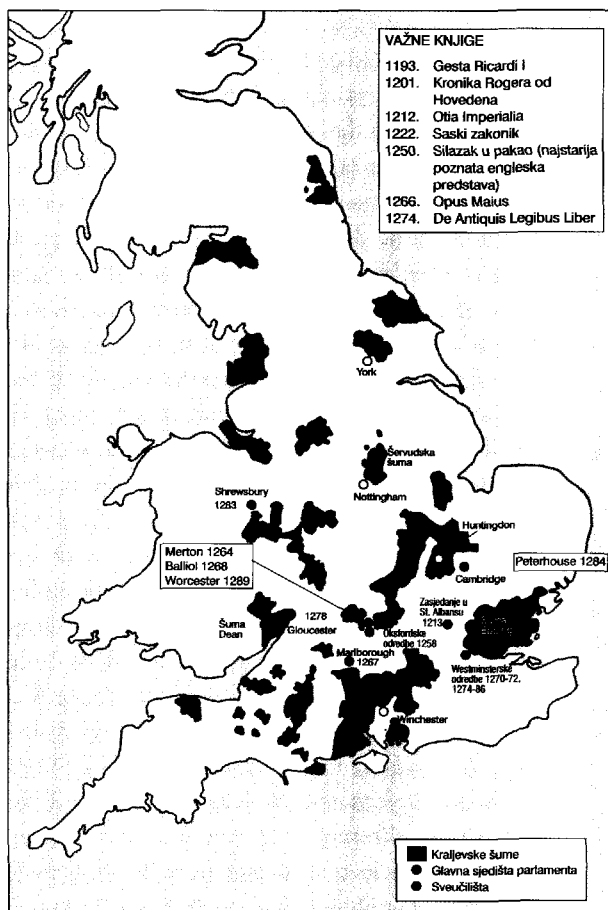 VAŽNE KNJIGE
1193. Gesta Ricardi I
1201. Kronika Rogera od
Hovedena
1212. Otia Imperialia
1222. Saski zakonik
1250. Silazak u pakao (najstarija
poznata engleska
predstava)
1266. Opus Maius
1274. De Antiquis Legibus Liber
York
Šervudska
šuma
Nottingham
Shrewsbury
1283
Huntingdon
Merton 1264
Balliol 1268
Worcester 1289
Peterhouse 1284
Cambridge
Zasjedanje u
St. Albansu
1213
Šuma
Dean
1278
Gloucester
Oksfordske
odredbe 1258
Marlborough
1267
Westminsterske
odredbe 1270-72,
1274-86
Winchester
Kraljevske šume
Glavna sjedišta parlamenta
Sveučilišta